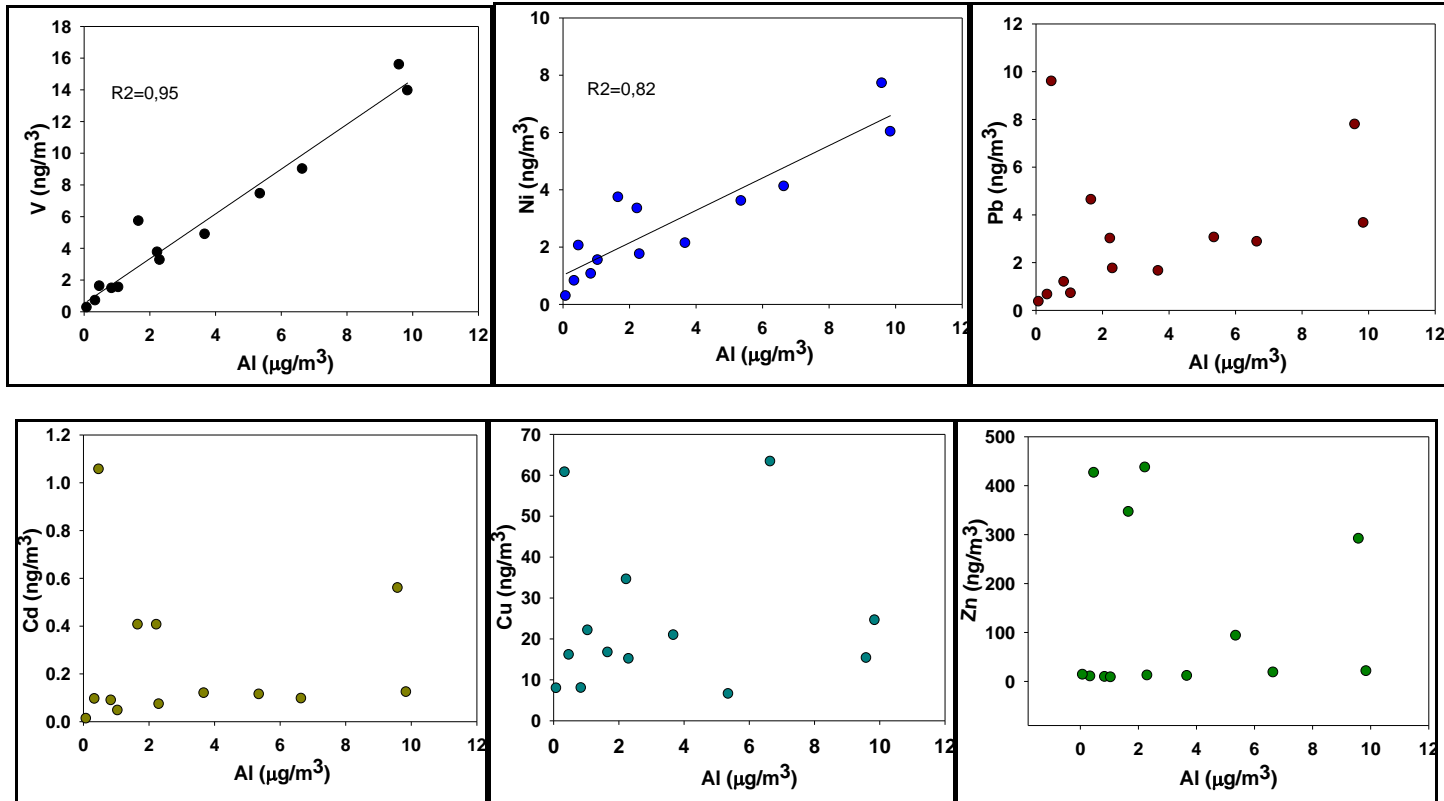 18
16
14
12
10
8
6
4
2
0
V (ng/m³)
R2=0,95
0 2 4 6 8 10 12
Al (μg/m³)
10
8
6
4
2
0
Ni (ng/m³)
R2=0,82
0 2 4 6 8 10 12
Al (μg/m³)
12
10
8
6
4
2
0
Pb (ng/m³)
0 2 4 6 8 10 12
Al (μg/m³)
1.2
1.0
0.8
0.6
0.4
0.2
0.0
Cd (ng/m³)
0 2 4 6 8 10 12
Al (μg/m³)
70
60
50
40
30
20
10
0
Cu (ng/m³)
0 2 4 6 8 10 12
Al (μg/m³)
500
400
300
200
100
0
Zn (ng/m³)
0 2 4 6 8 10 12
Al (μg/m³)